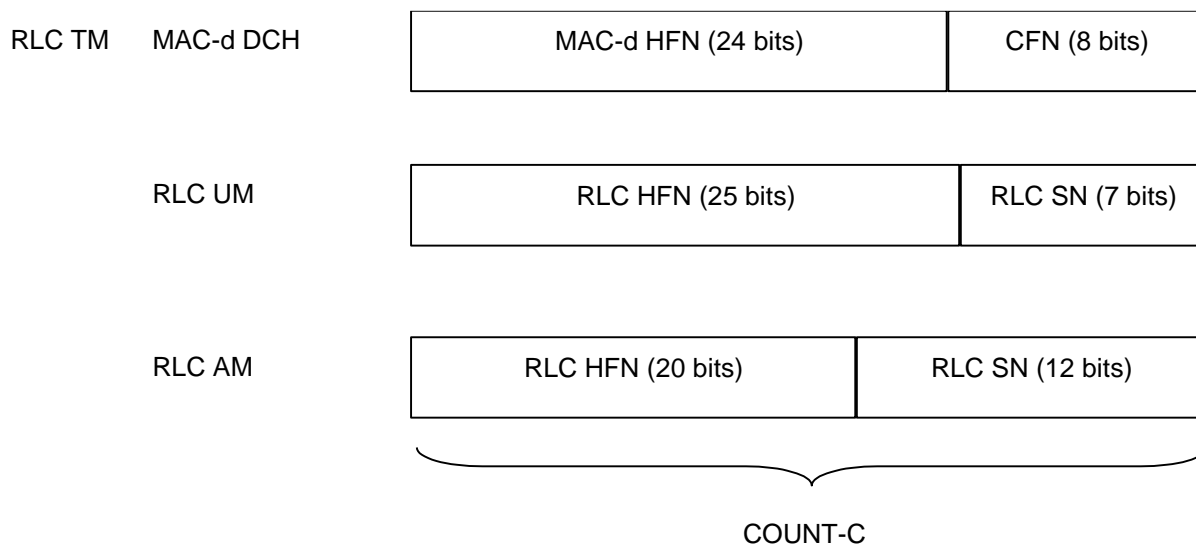 RLC TM MAC-d DCH MAC-d HFN (24 bits) CFN (8 bits)
RLC UM RLC HFN (25 bits) RLC SN (7 bits)
RLC AM RLC HFN (20 bits) RLC SN (12 bits)
COUNT-C